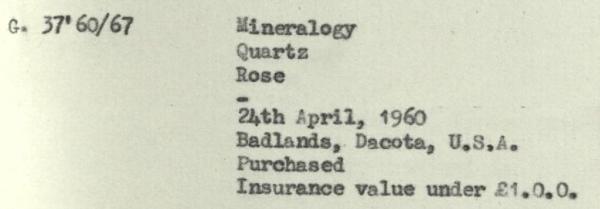 G. 37'60/67 Mineralogy
Quartz
Rose
-
24th April, 1960
Badlands, Dacota, U.S.A.
Purchased
Insurance value under £1.0.0.